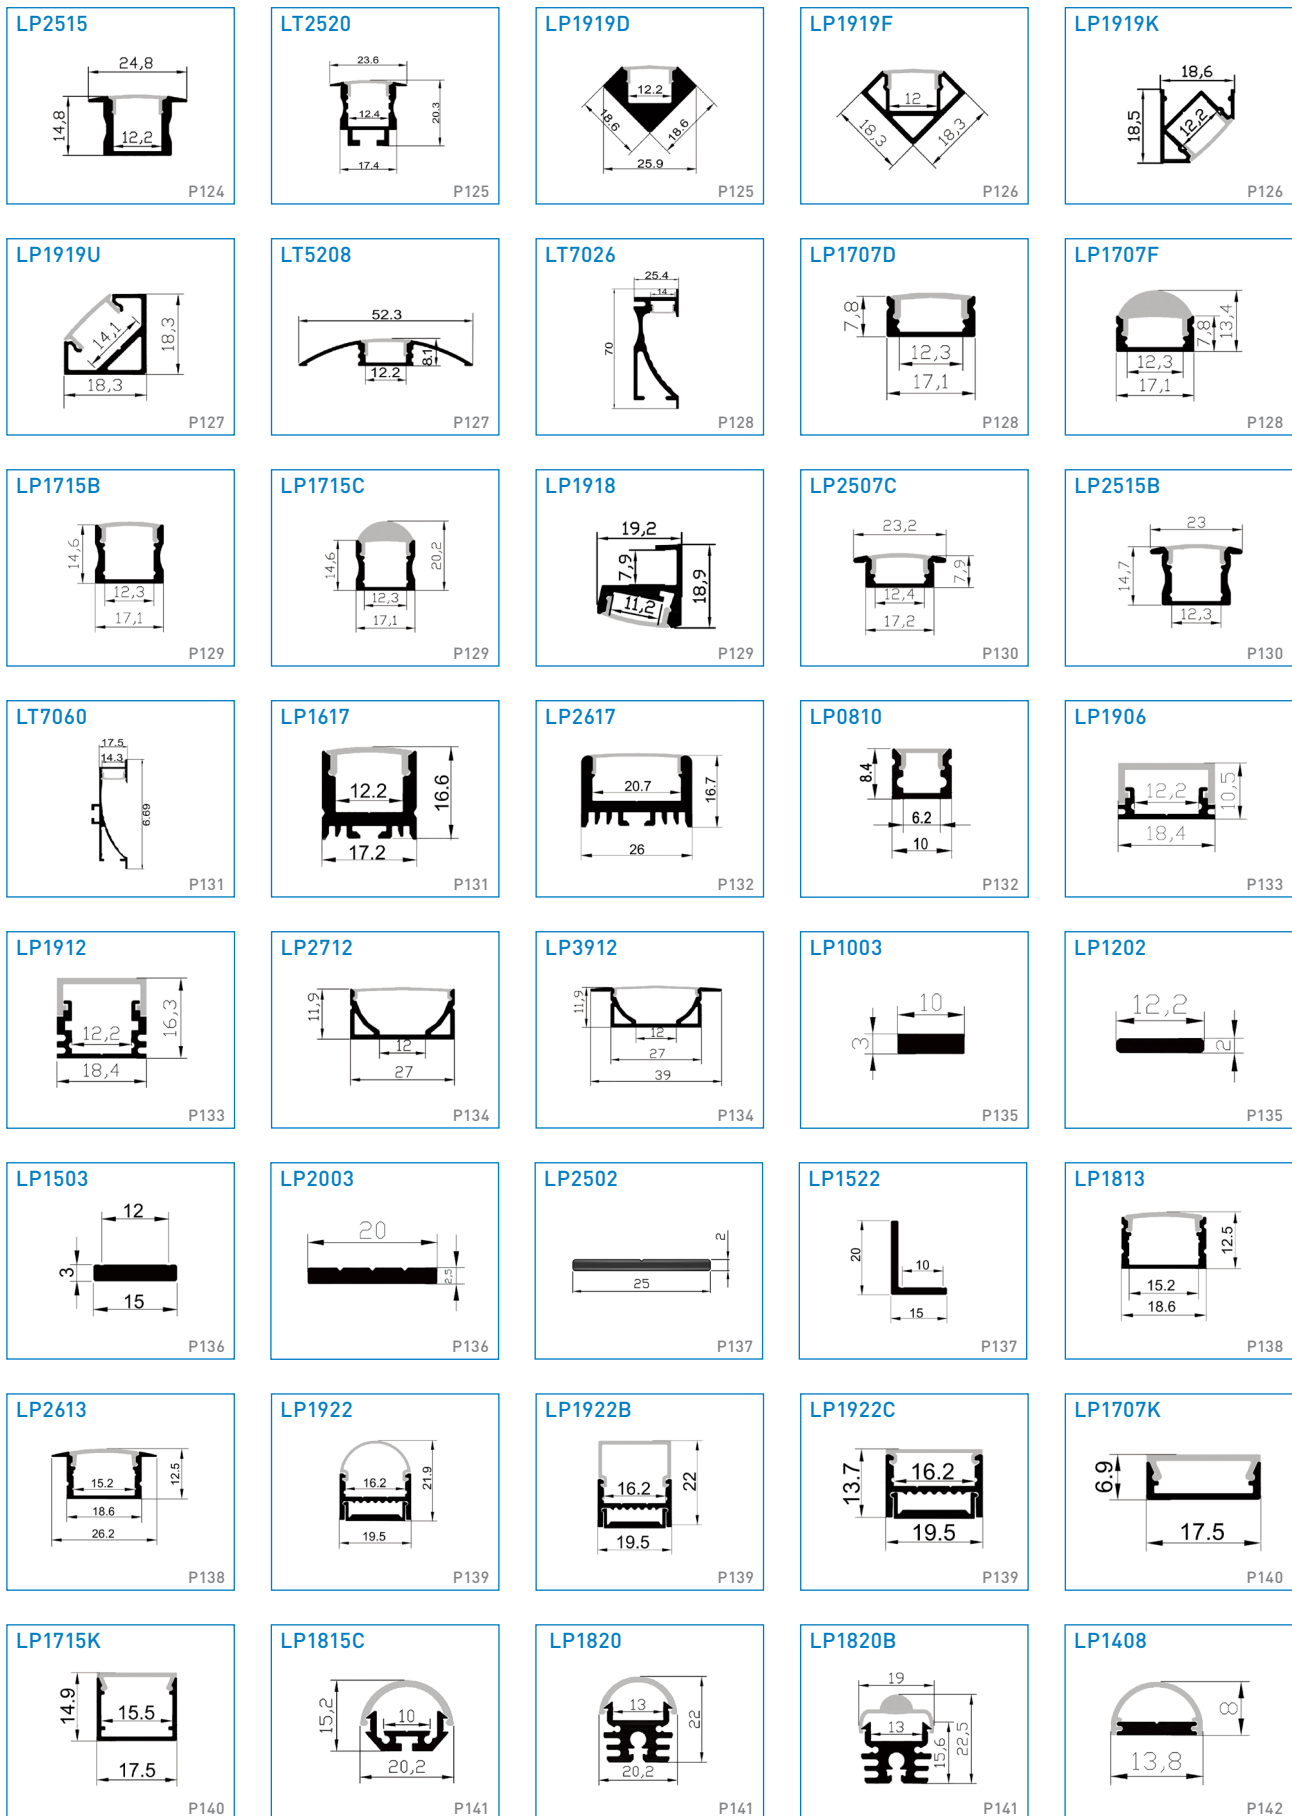 LP2515
24,8
14,8
12,2
P124
LT2520
23.6
12.4
20.3
17.4
P125
LP1919D
12.2
18.6
18.6
25.9
P125
LP1919F
12
18.3
18.3
P126
LP1919K
18,6
18,5
12,2
P126
LP1919U
14,1
18,3
18,3
P127
LT5208
52.3
8.1
12.2
P127
LT7026
25.4
14
70
P128
LP1707D
7,8
12,3
17,1
P128
LP1707F
7,8
13,4
12,3
17,1
P128
LP1715B
14,6
12,3
17,1
P129
LP1715C
14,6
20,2
12,3
17,1
P129
LP1918
19,2
7,9
18,9
11,2
P129
LP2507C
23,2
7,9
12,4
17,2
P130
LP2515B
23
14,7
12,3
P130
LT7060
17.5
14.3
6.69
P131
LP1617
12.2
16.6
17.2
P131
LP2617
20.7
16.7
26
P132
LP0810
8.4
6.2
10
P132
LP1906
12,2
10,5
18,4
P133
LP1912
12,2
16,3
18,4
P133
LP2712
11,9
12
27
P134
LP3912
11,9
12
27
39
P134
LP1003
10
3
P135
LP1202
12,2
2
P135
LP1503
12
3
15
P136
LP2003
20
2,5
P136
LP2502
2
25
P137
LP1522
20
10
15
P137
LP1813
12.5
15.2
18.6
P138
LP2613
15.2
12.5
18.6
26.2
P138
LP1922
16.2
21.9
19.5
P139
LP1922B
16.2
22
19.5
P139
LP1922C
13.7
16.2
19.5
P139
LP1707K
6.9
17.5
P140
LP1715K
14.9
15.5
17.5
P140
LP1815C
15,2
10
20,2
P141
LP1820
13
22
20,2
P141
LP1820B
19
13
15,6
22,5
P141
LP1408
8
13,8
P142